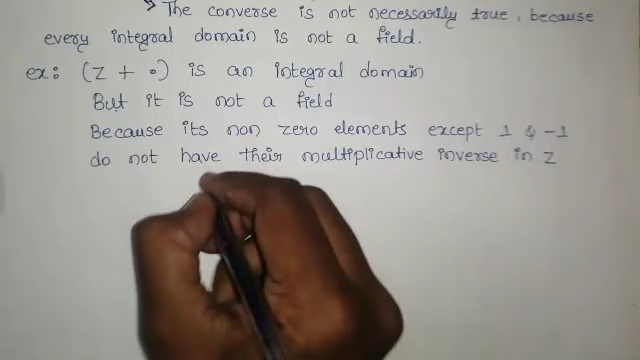 → The converse is not necessarily true, because
every integral domain is not a field.
ex: (Z + •) is an integral domain
But it is not a field
Because its non zero elements except 1 & -1
do not have their multiplicative inverse in Z